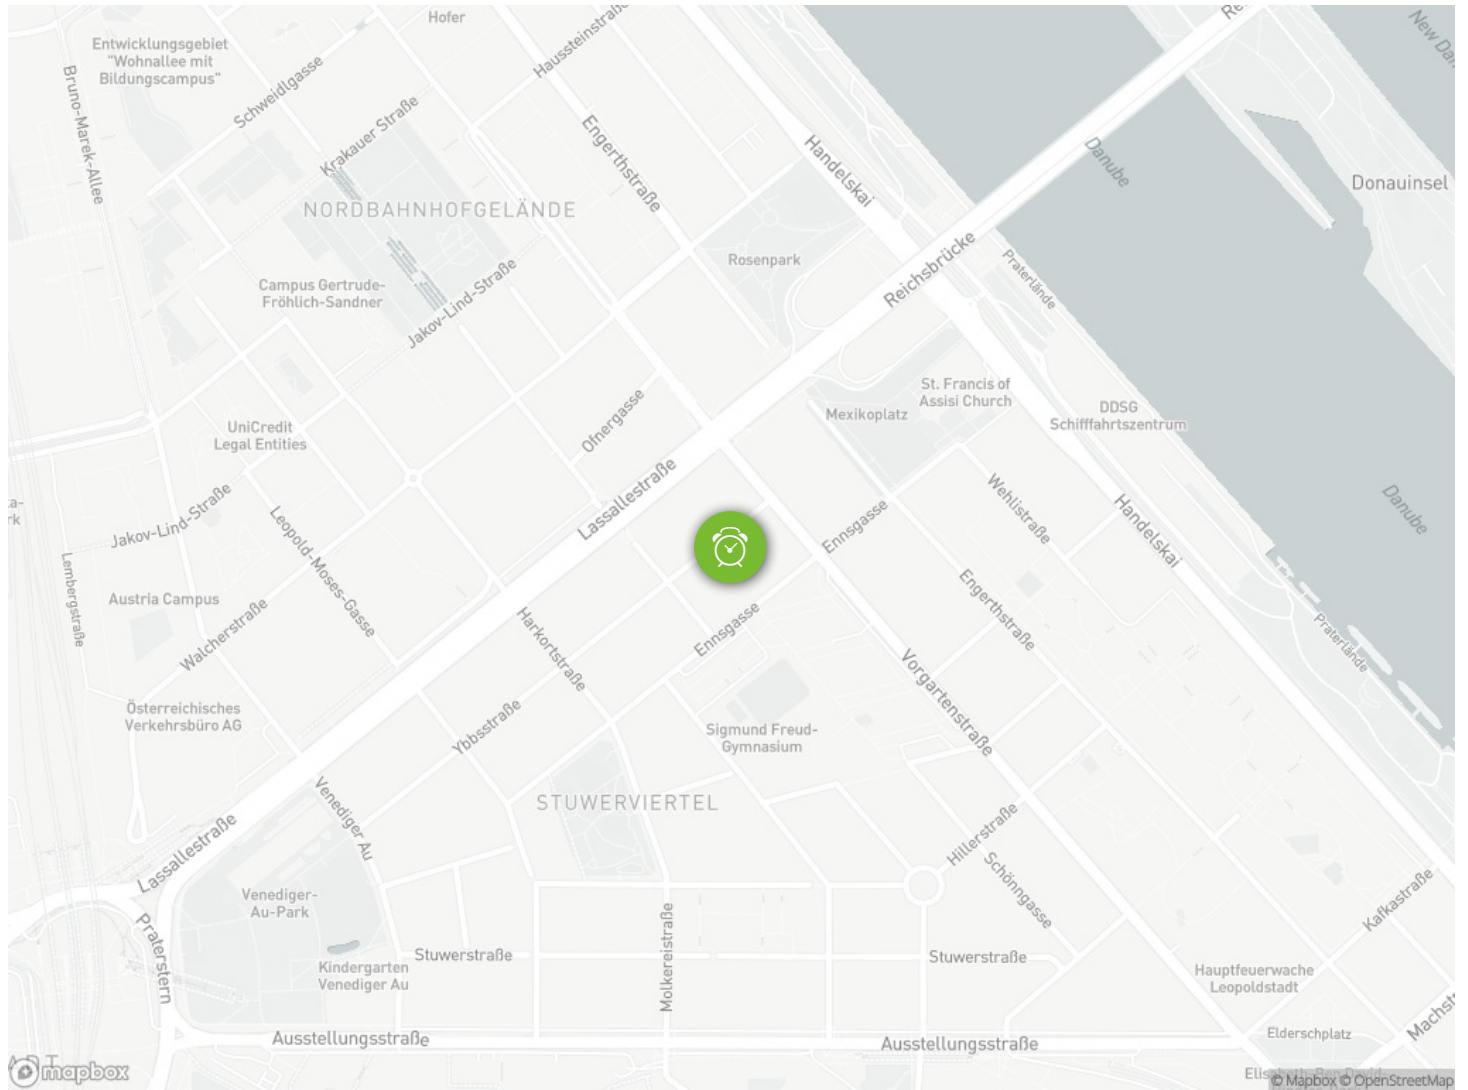 Hofer
Entwicklungsgebiet
"Wohnallee mit
Bildungscampus"
Bruno-Marek-Allee
Schweidlgasse
Krakauer Straße
Haussteinstraße
Engerthstraße
Handelskai
Danube
Donauinsel
NORDBAHNHOFGELÄNDE
Rosenpark
Reichsbrücke
Praterlände
Campus Gertrude-
Fröhlich-Sandner
Jakov-Lind-Straße
St. Francis of
Assisi Church
Mexikoplatz
DDSG
Schifffahrtszentrum
UniCredit
Legal Entities
Ofnergasse
Lassallestraße
Jakov-Lind-Straße
Leopold-Moses-Gasse
Ennsgasse
Wehlistraße
Handelskai
Danube
Lembergstraße
Austria Campus
Walcherstraße
Harkortstraße
Ennsgasse
Engerthstraße
Praterlände
Vorgartenstraße
Österreichisches
Verkehrsbüro AG
Ybbsstraße
Sigmund Freud-
Gymnasium
STUWERVIERTEL
Venediger Au
Lassallestraße
Hillerstraße
Schönngasse
Venediger-
Au-Park
Praterstern
Kafkastraße
Molkereistraße
Stuwerstraße
Stuwerstraße
Kindergarten
Venediger Au
Hauptfeuerwache
Leopoldstadt
Ausstellungsstraße
Ausstellungsstraße
Elderschplatz
mapbox
© Mapbox © OpenStreetMap